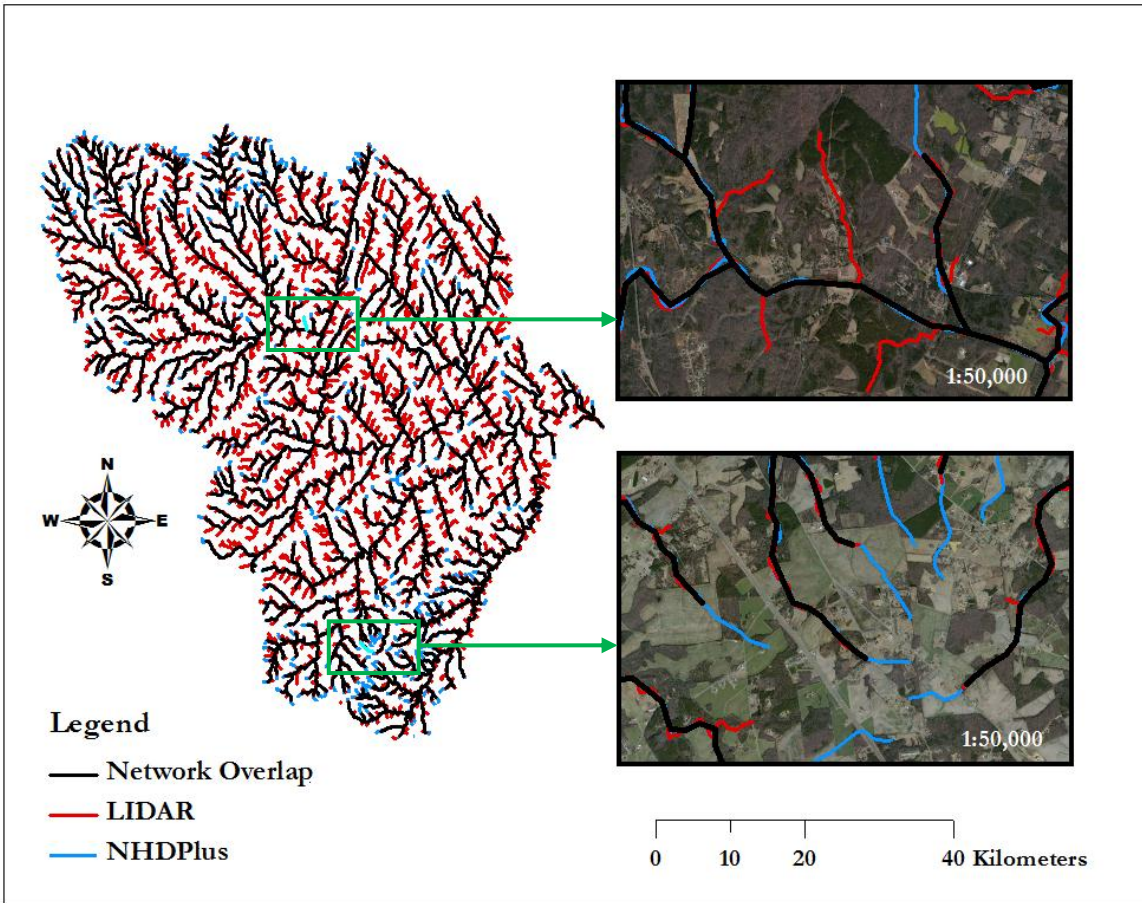 1:50,000
N
W
E
S
1:50,000
Legend
Network Overlap
LIDAR
NHDPlus
0 10 20 40 Kilometers